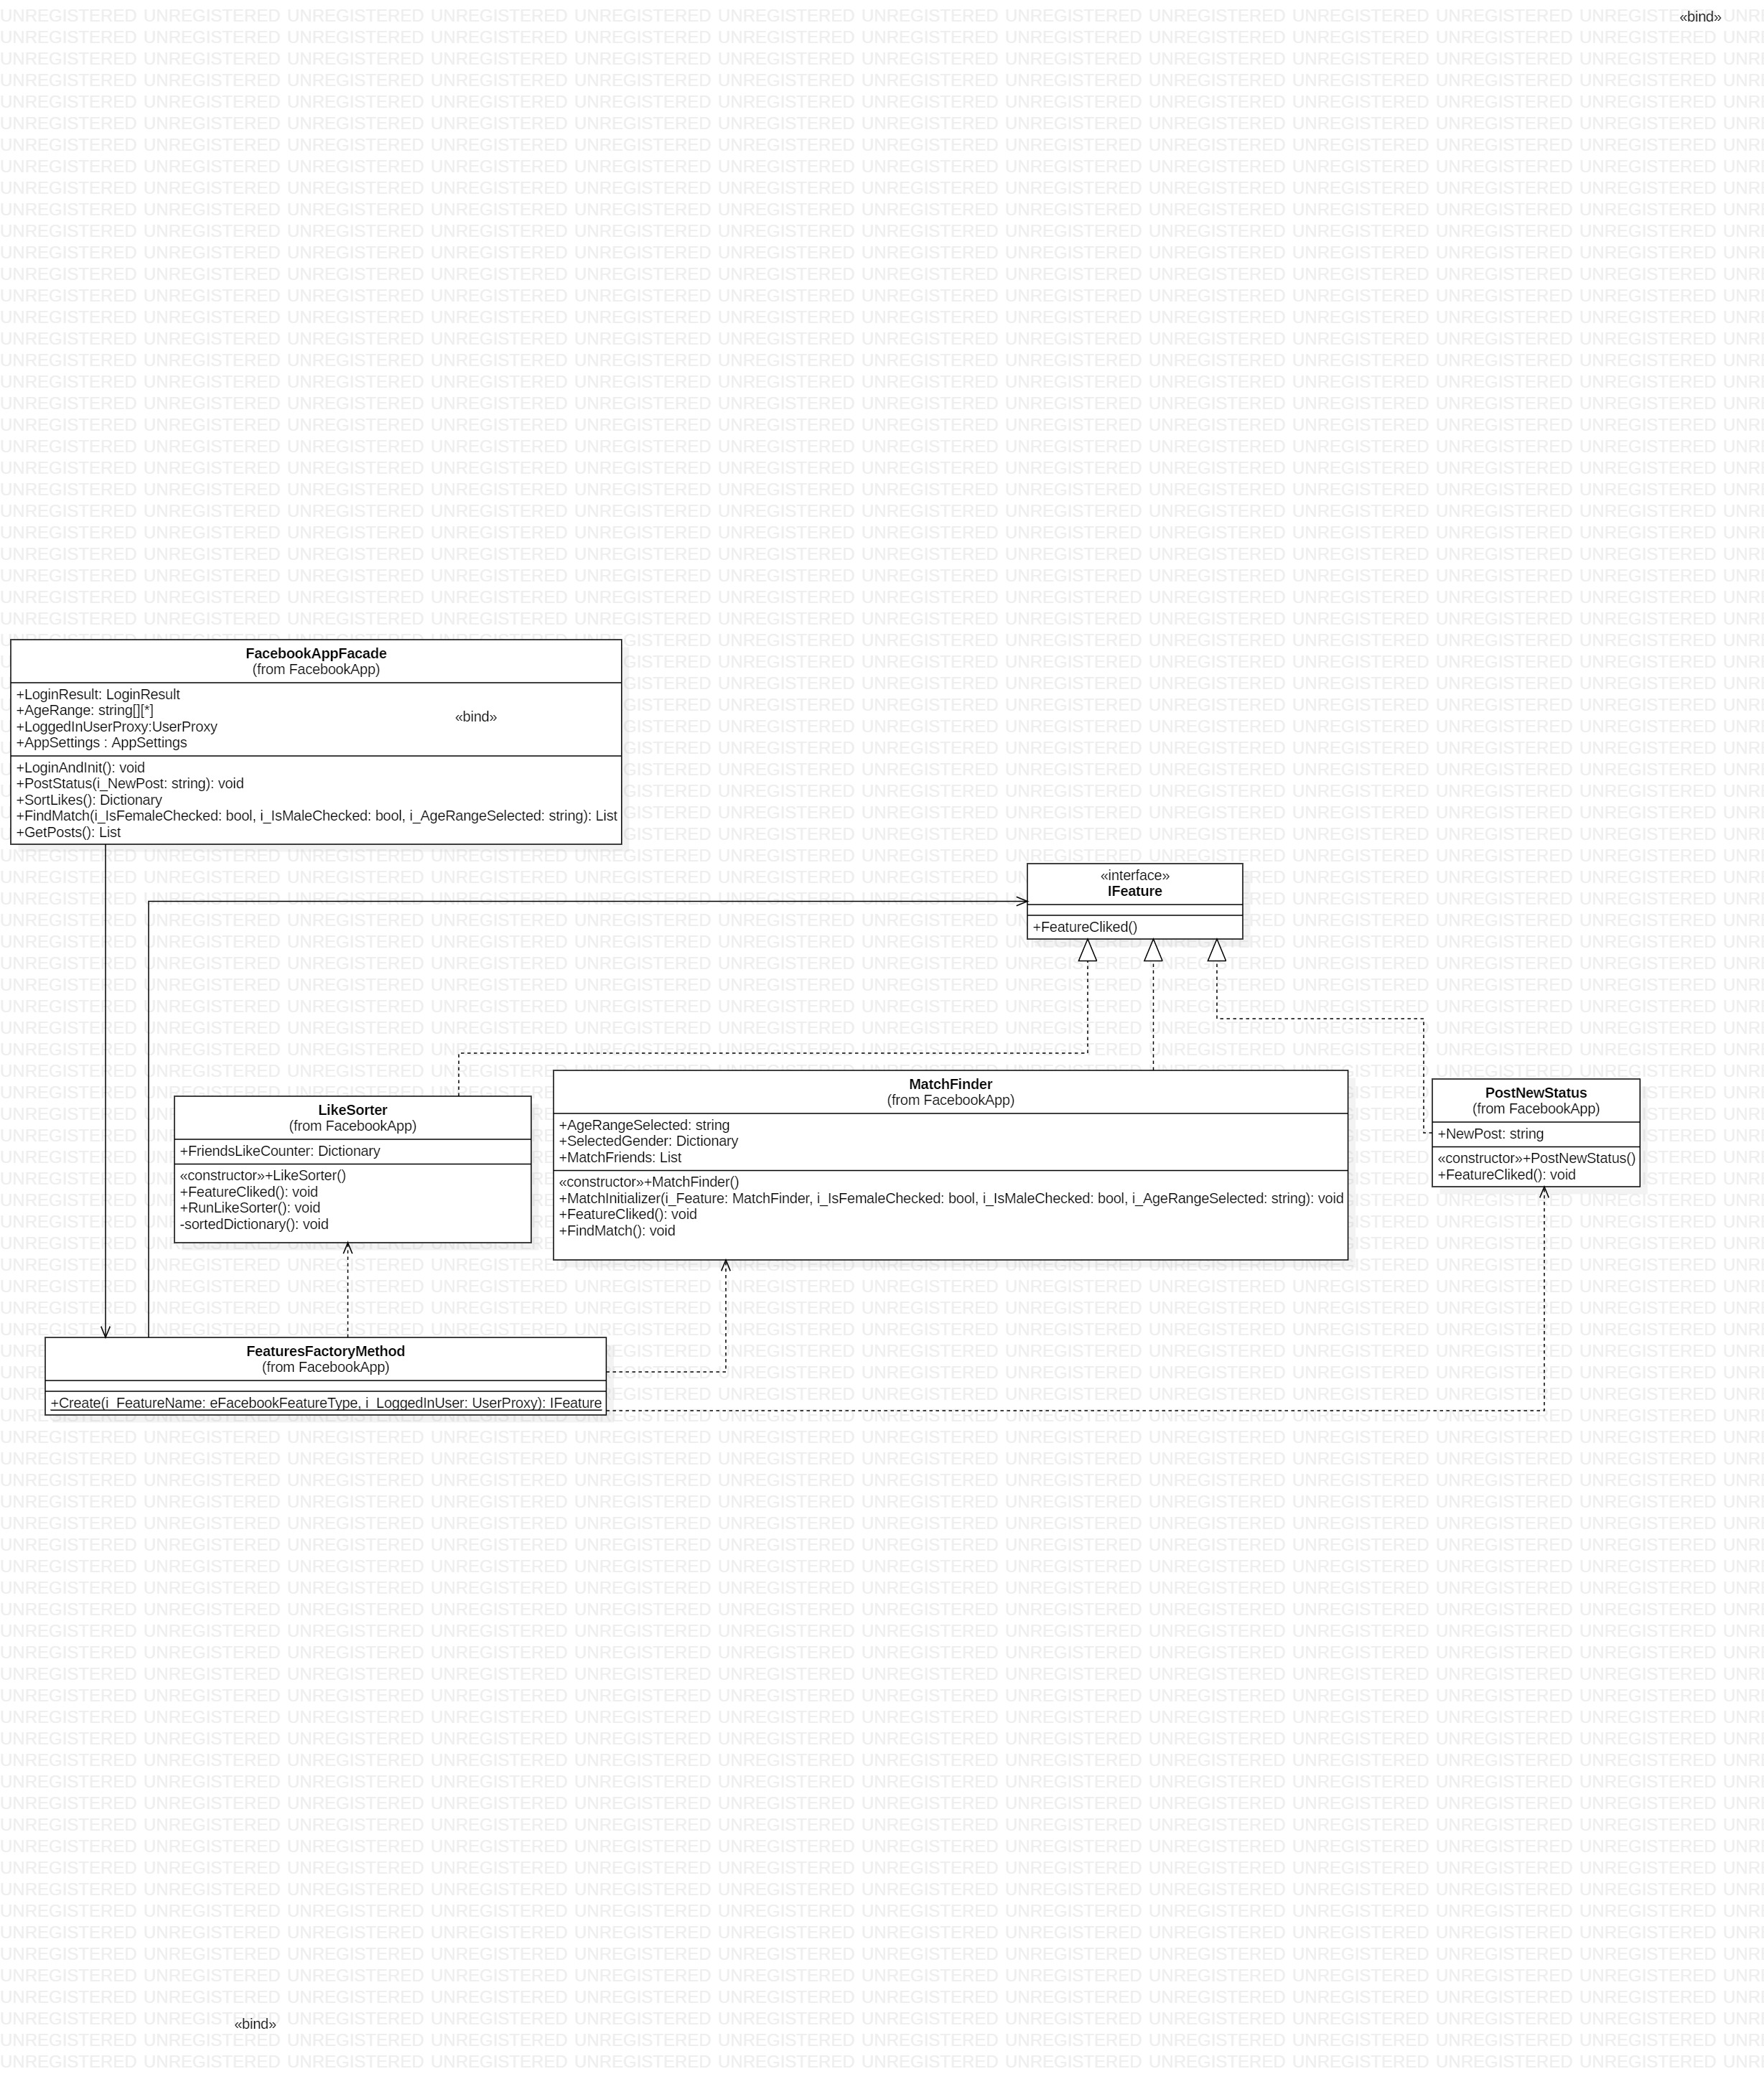 «bind»
FacebookAppFacade
(from FacebookApp)
+LoginResult: LoginResult
+AgeRange: string[][*]
+LoggedInUserProxy:UserProxy
+AppSettings : AppSettings
«bind»
+LoginAndInit(): void
+PostStatus(i_NewPost: string): void
+SortLikes(): Dictionary
+FindMatch(i_IsFemaleChecked: bool, i_IsMaleChecked: bool, i_AgeRangeSelected: string): List
+GetPosts(): List
«interface»
IFeature
+FeatureCliked()
LikeSorter
(from FacebookApp)
+FriendsLikeCounter: Dictionary
«constructor»+LikeSorter()
+FeatureCliked(): void
+RunLikeSorter(): void
-sortedDictionary(): void
MatchFinder
(from FacebookApp)
+AgeRangeSelected: string
+SelectedGender: Dictionary
+MatchFriends: List
«constructor»+MatchFinder()
+MatchInitializer(i_Feature: MatchFinder, i_IsFemaleChecked: bool, i_IsMaleChecked: bool, i_AgeRangeSelected: string): void
+FeatureCliked(): void
+FindMatch(): void
PostNewStatus
(from FacebookApp)
+NewPost: string
«constructor»+PostNewStatus()
+FeatureCliked(): void
FeaturesFactoryMethod
(from FacebookApp)
+Create(i_FeatureName: eFacebookFeatureType, i_LoggedInUser: UserProxy): IFeature
«bind»